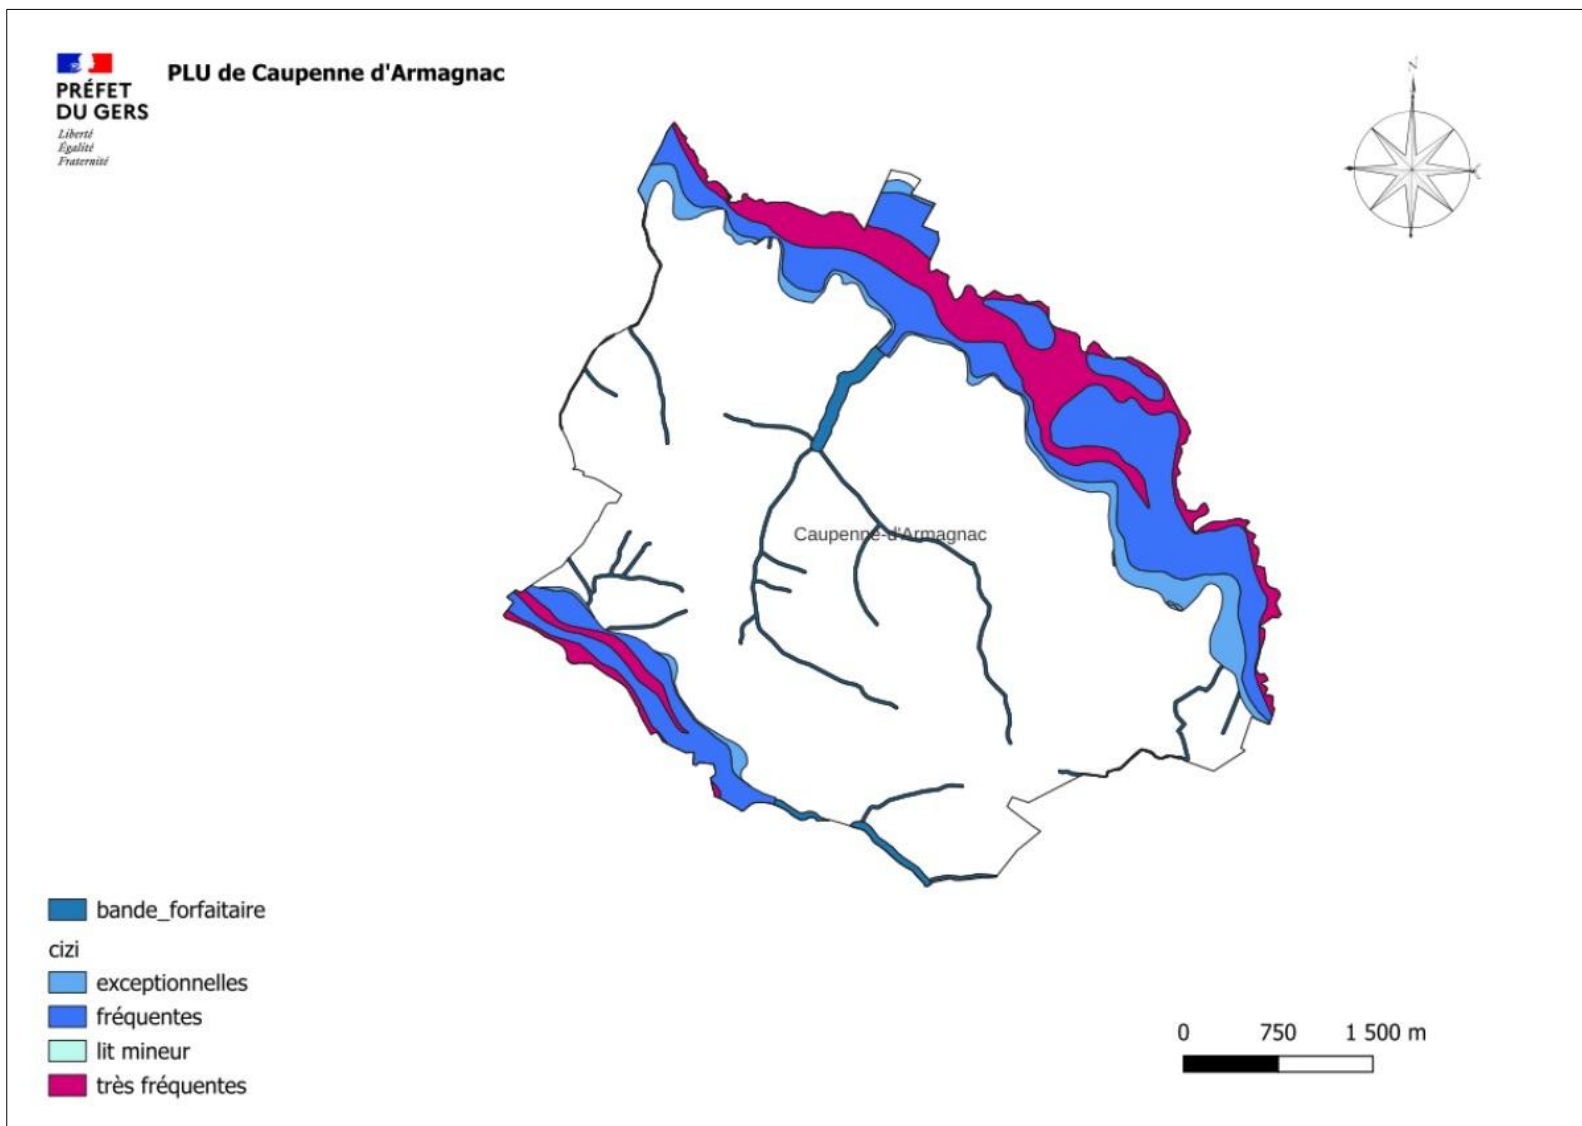 PRÉFET
DU GERS
Liberté
Égalité
Fraternité
PLU de Caupenne d'Armagnac
N
Caupenne-d'Armagnac
bande_forfaitaire
cizi
exceptionnelles
fréquentes
lit mineur
très fréquentes
0 750 1 500 m